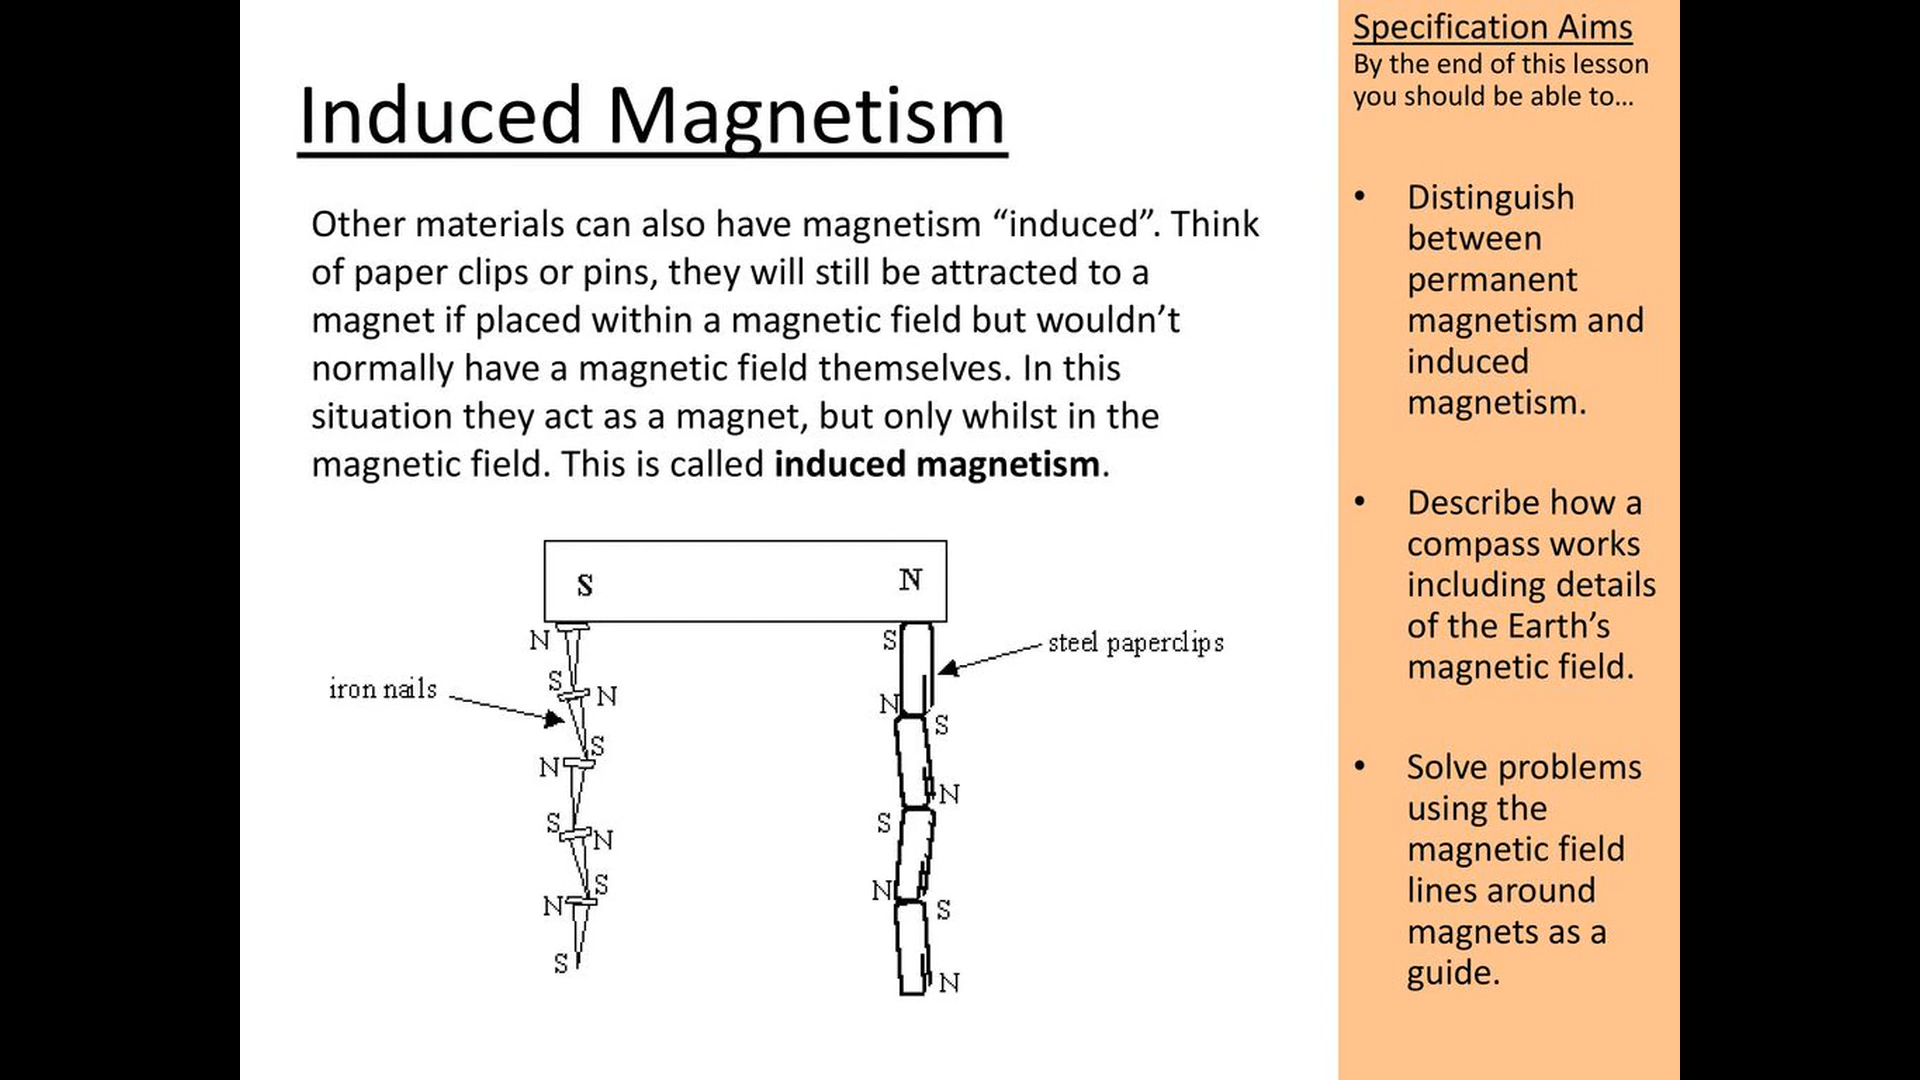 Induced Magnetism
Other materials can also have magnetism “induced”. Think
of paper clips or pins, they will still be attracted to a
magnet if placed within a magnetic field but wouldn’t
normally have a magnetic field themselves. In this
situation they act as a magnet, but only whilst in the
magnetic field. This is called induced magnetism.
S
N
N
S
N
S
N
S
N
S
N
S
iron nails
S
N
S
N
S
N
S
N
steel paperclips
Specification Aims
By the end of this lesson
you should be able to…
• Distinguish
between
permanent
magnetism and
induced
magnetism.
• Describe how a
compass works
including details
of the Earth’s
magnetic field.
• Solve problems
using the
magnetic field
lines around
magnets as a
guide.